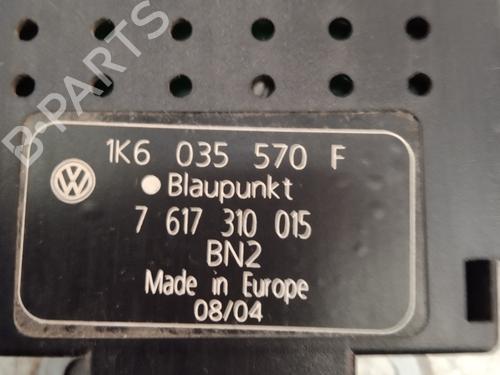 B-PARTS
1K6 035 570 F
Blaupunkt
7 617 310 015
BN2
Made in Europe
08/04